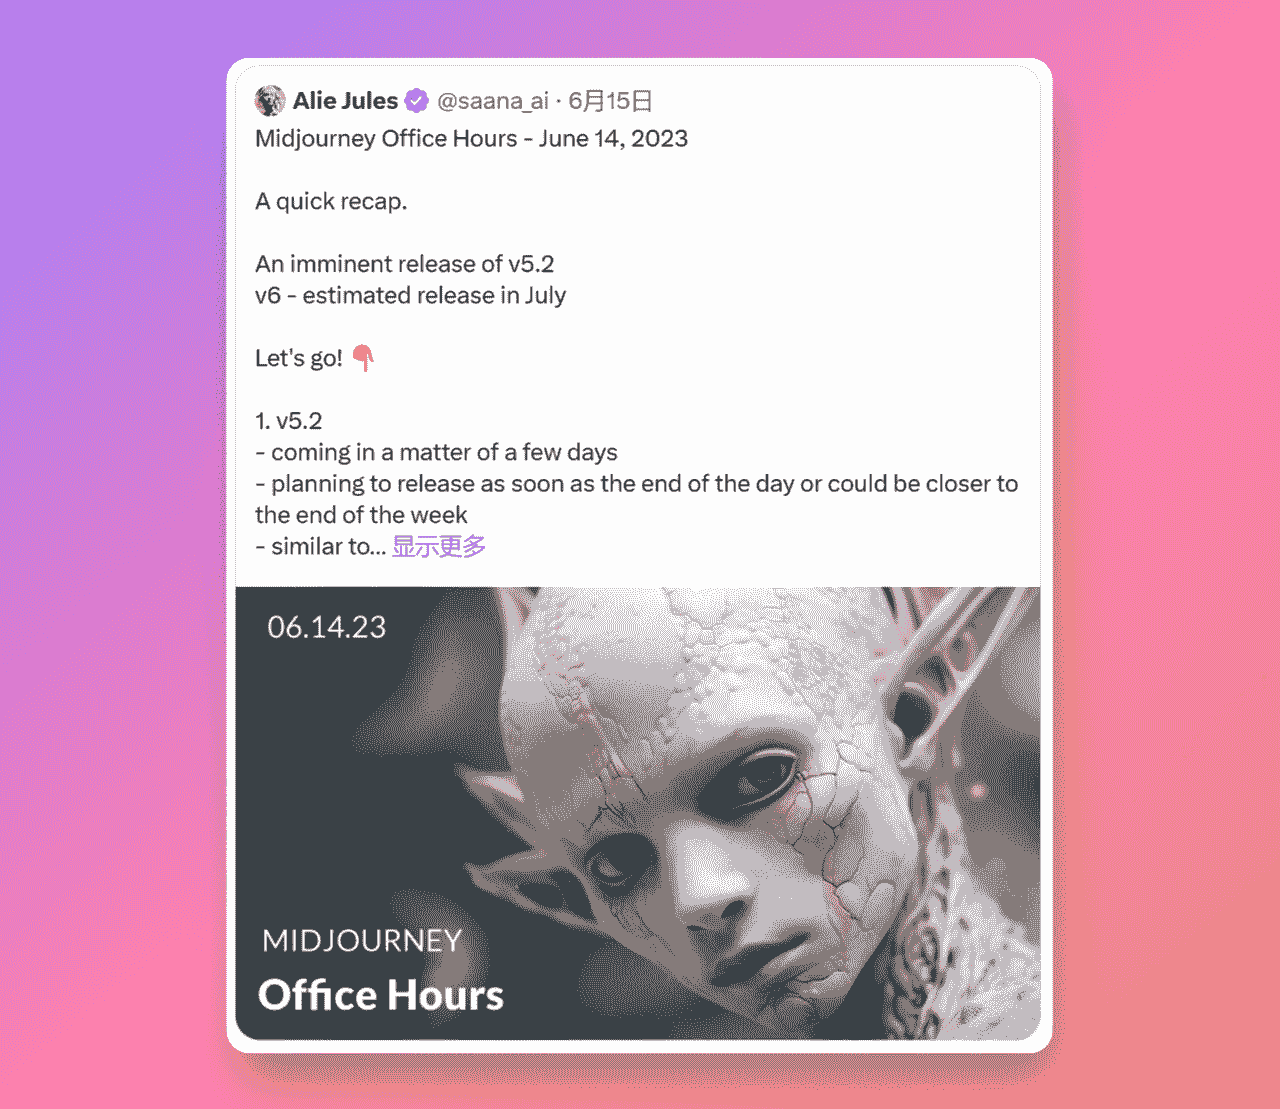 Alie Jules @saana_ai · 6月15日
Midjourney Office Hours - June 14, 2023
A quick recap.
An imminent release of v5.2
v6 - estimated release in July
Let's go! 👇
1. v5.2
- coming in a matter of a few days
- planning to release as soon as the end of the day or could be closer to
the end of the week
- similar to... 显示更多
06.14.23
MIDJOURNEY
Office Hours